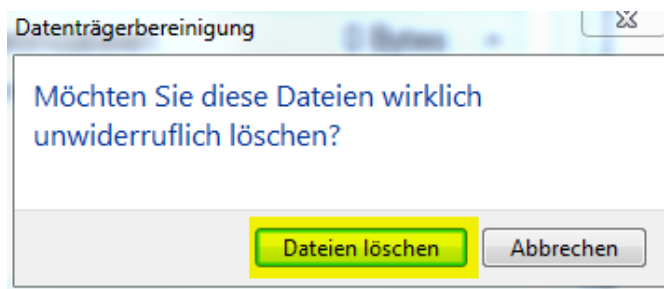 Datenträgerbereinigung
Möchten Sie diese Dateien wirklich
unwiderruflich löschen?
Dateien löschen
Abbrechen